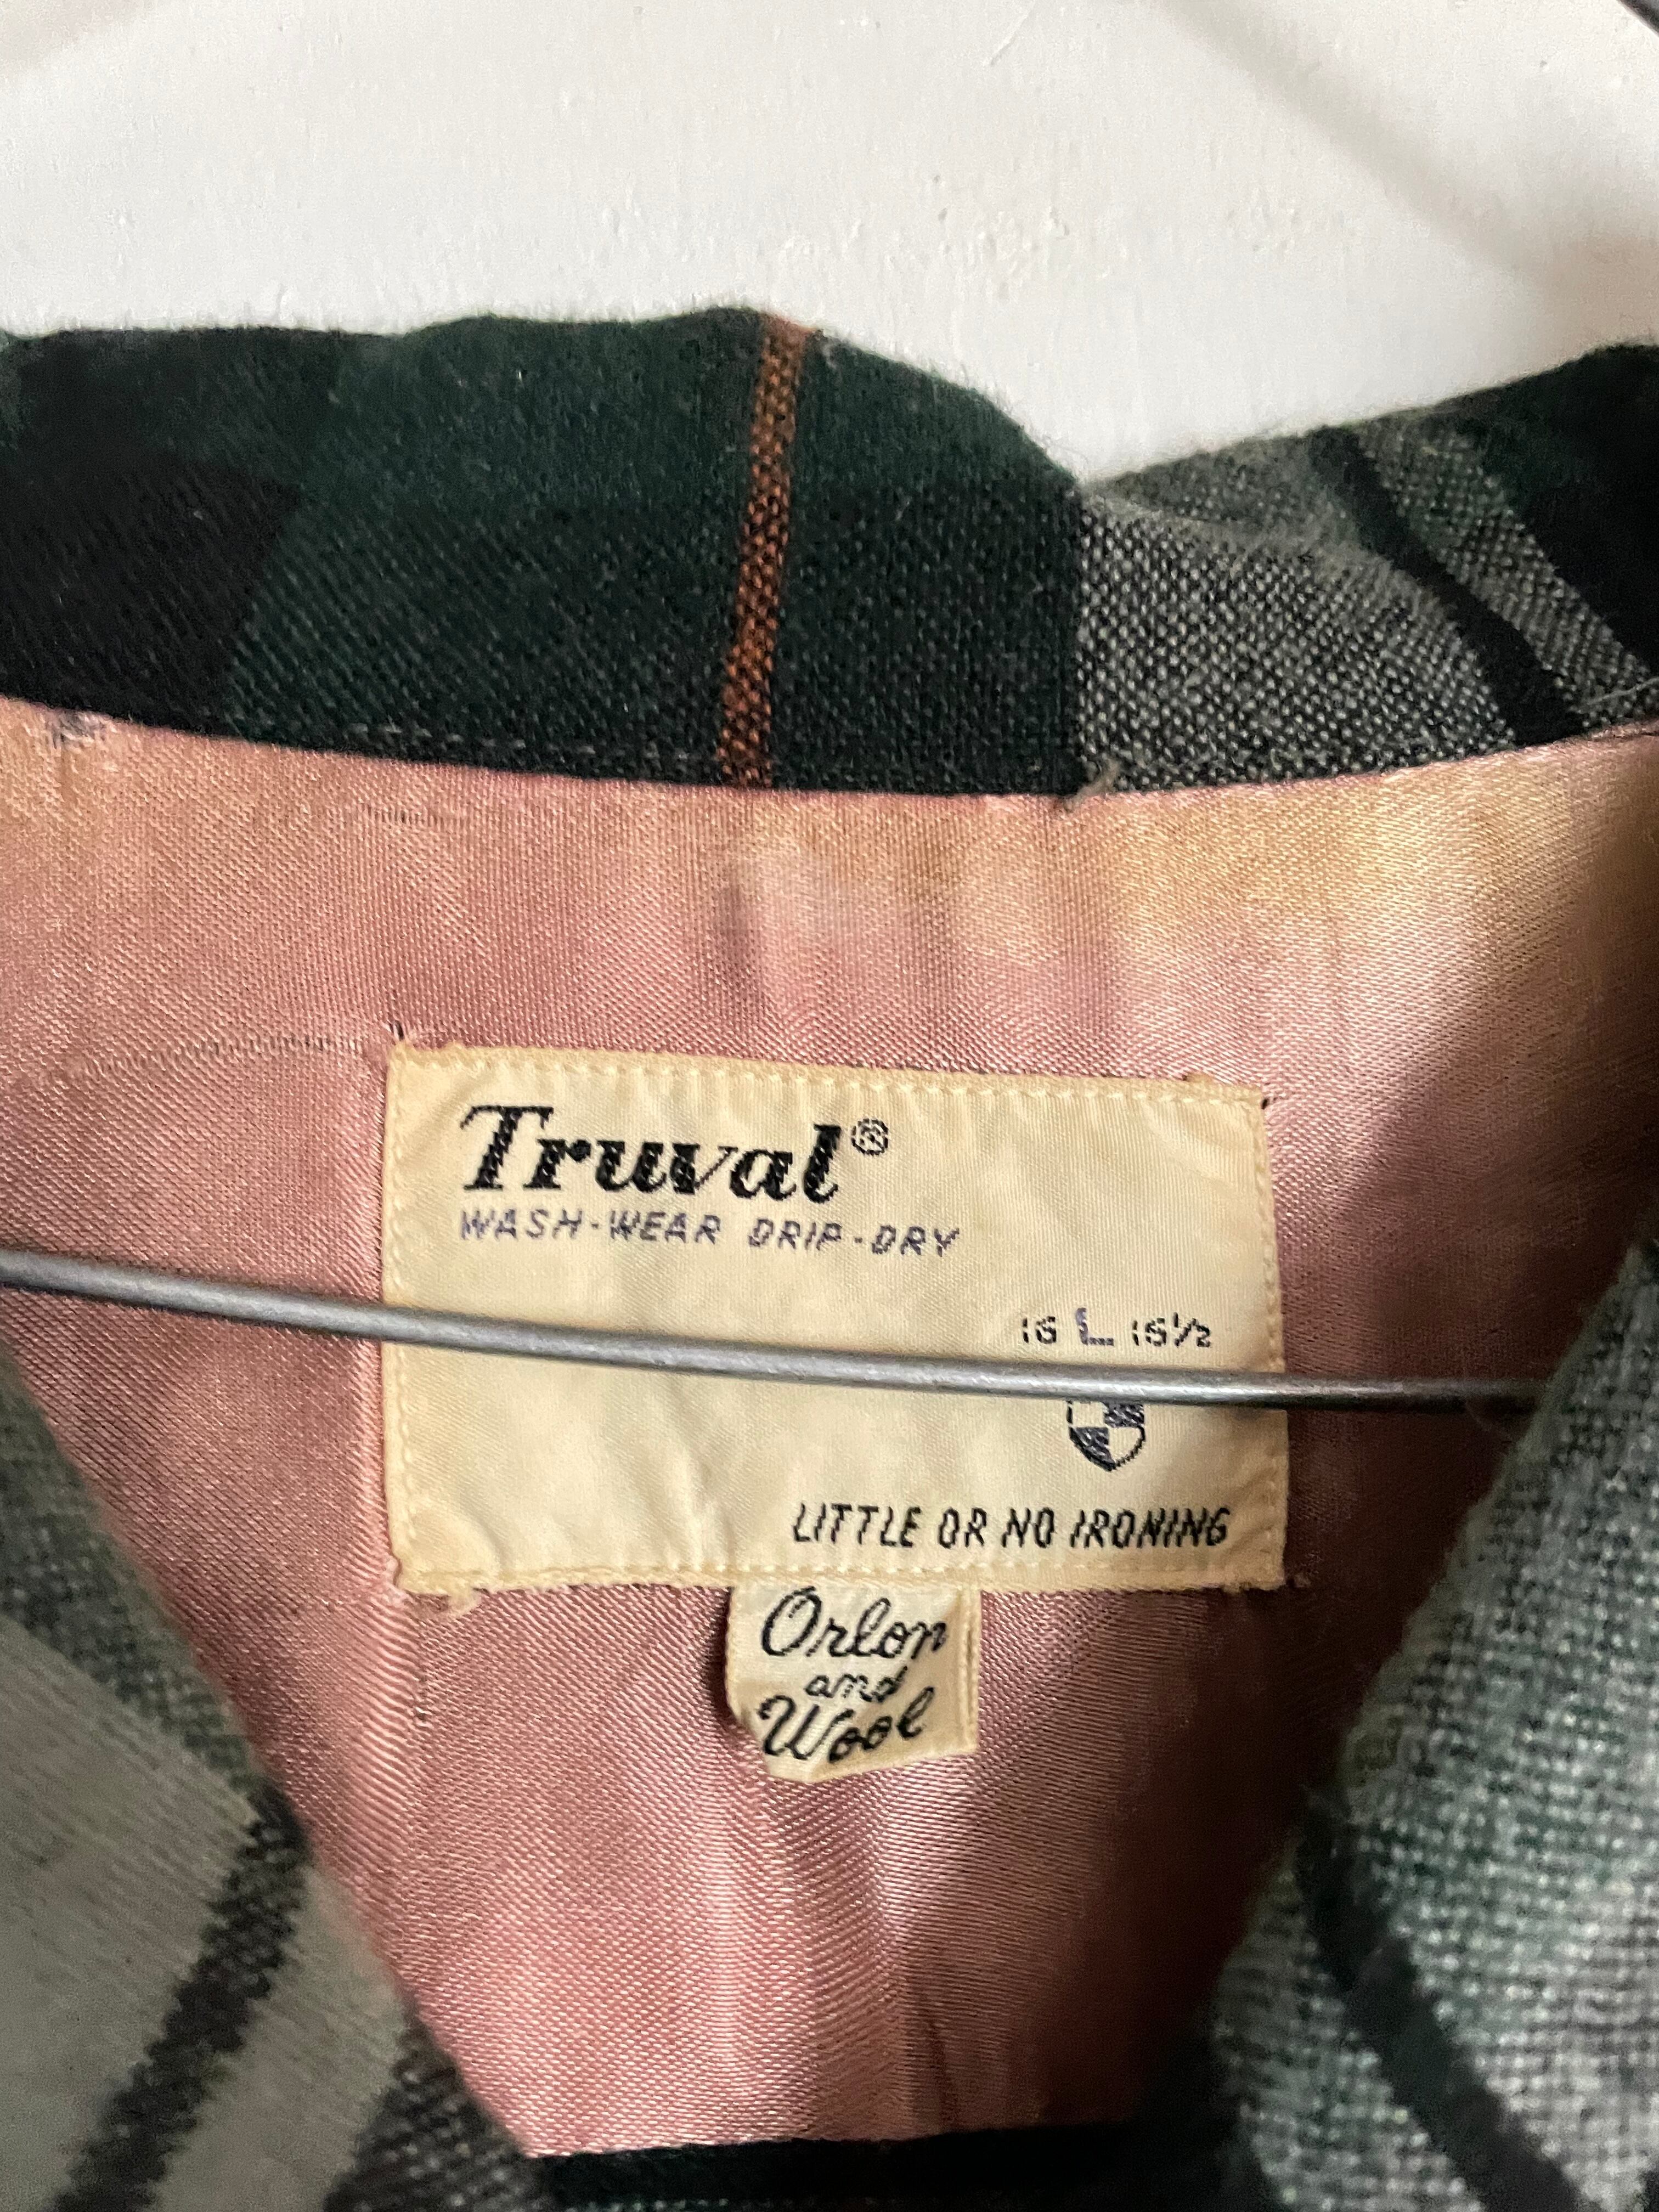 Truval®
WASH-WEAR DRIP-DRY
16 L 16½
LITTLE OR NO IRONING
Orlon
and
Wool